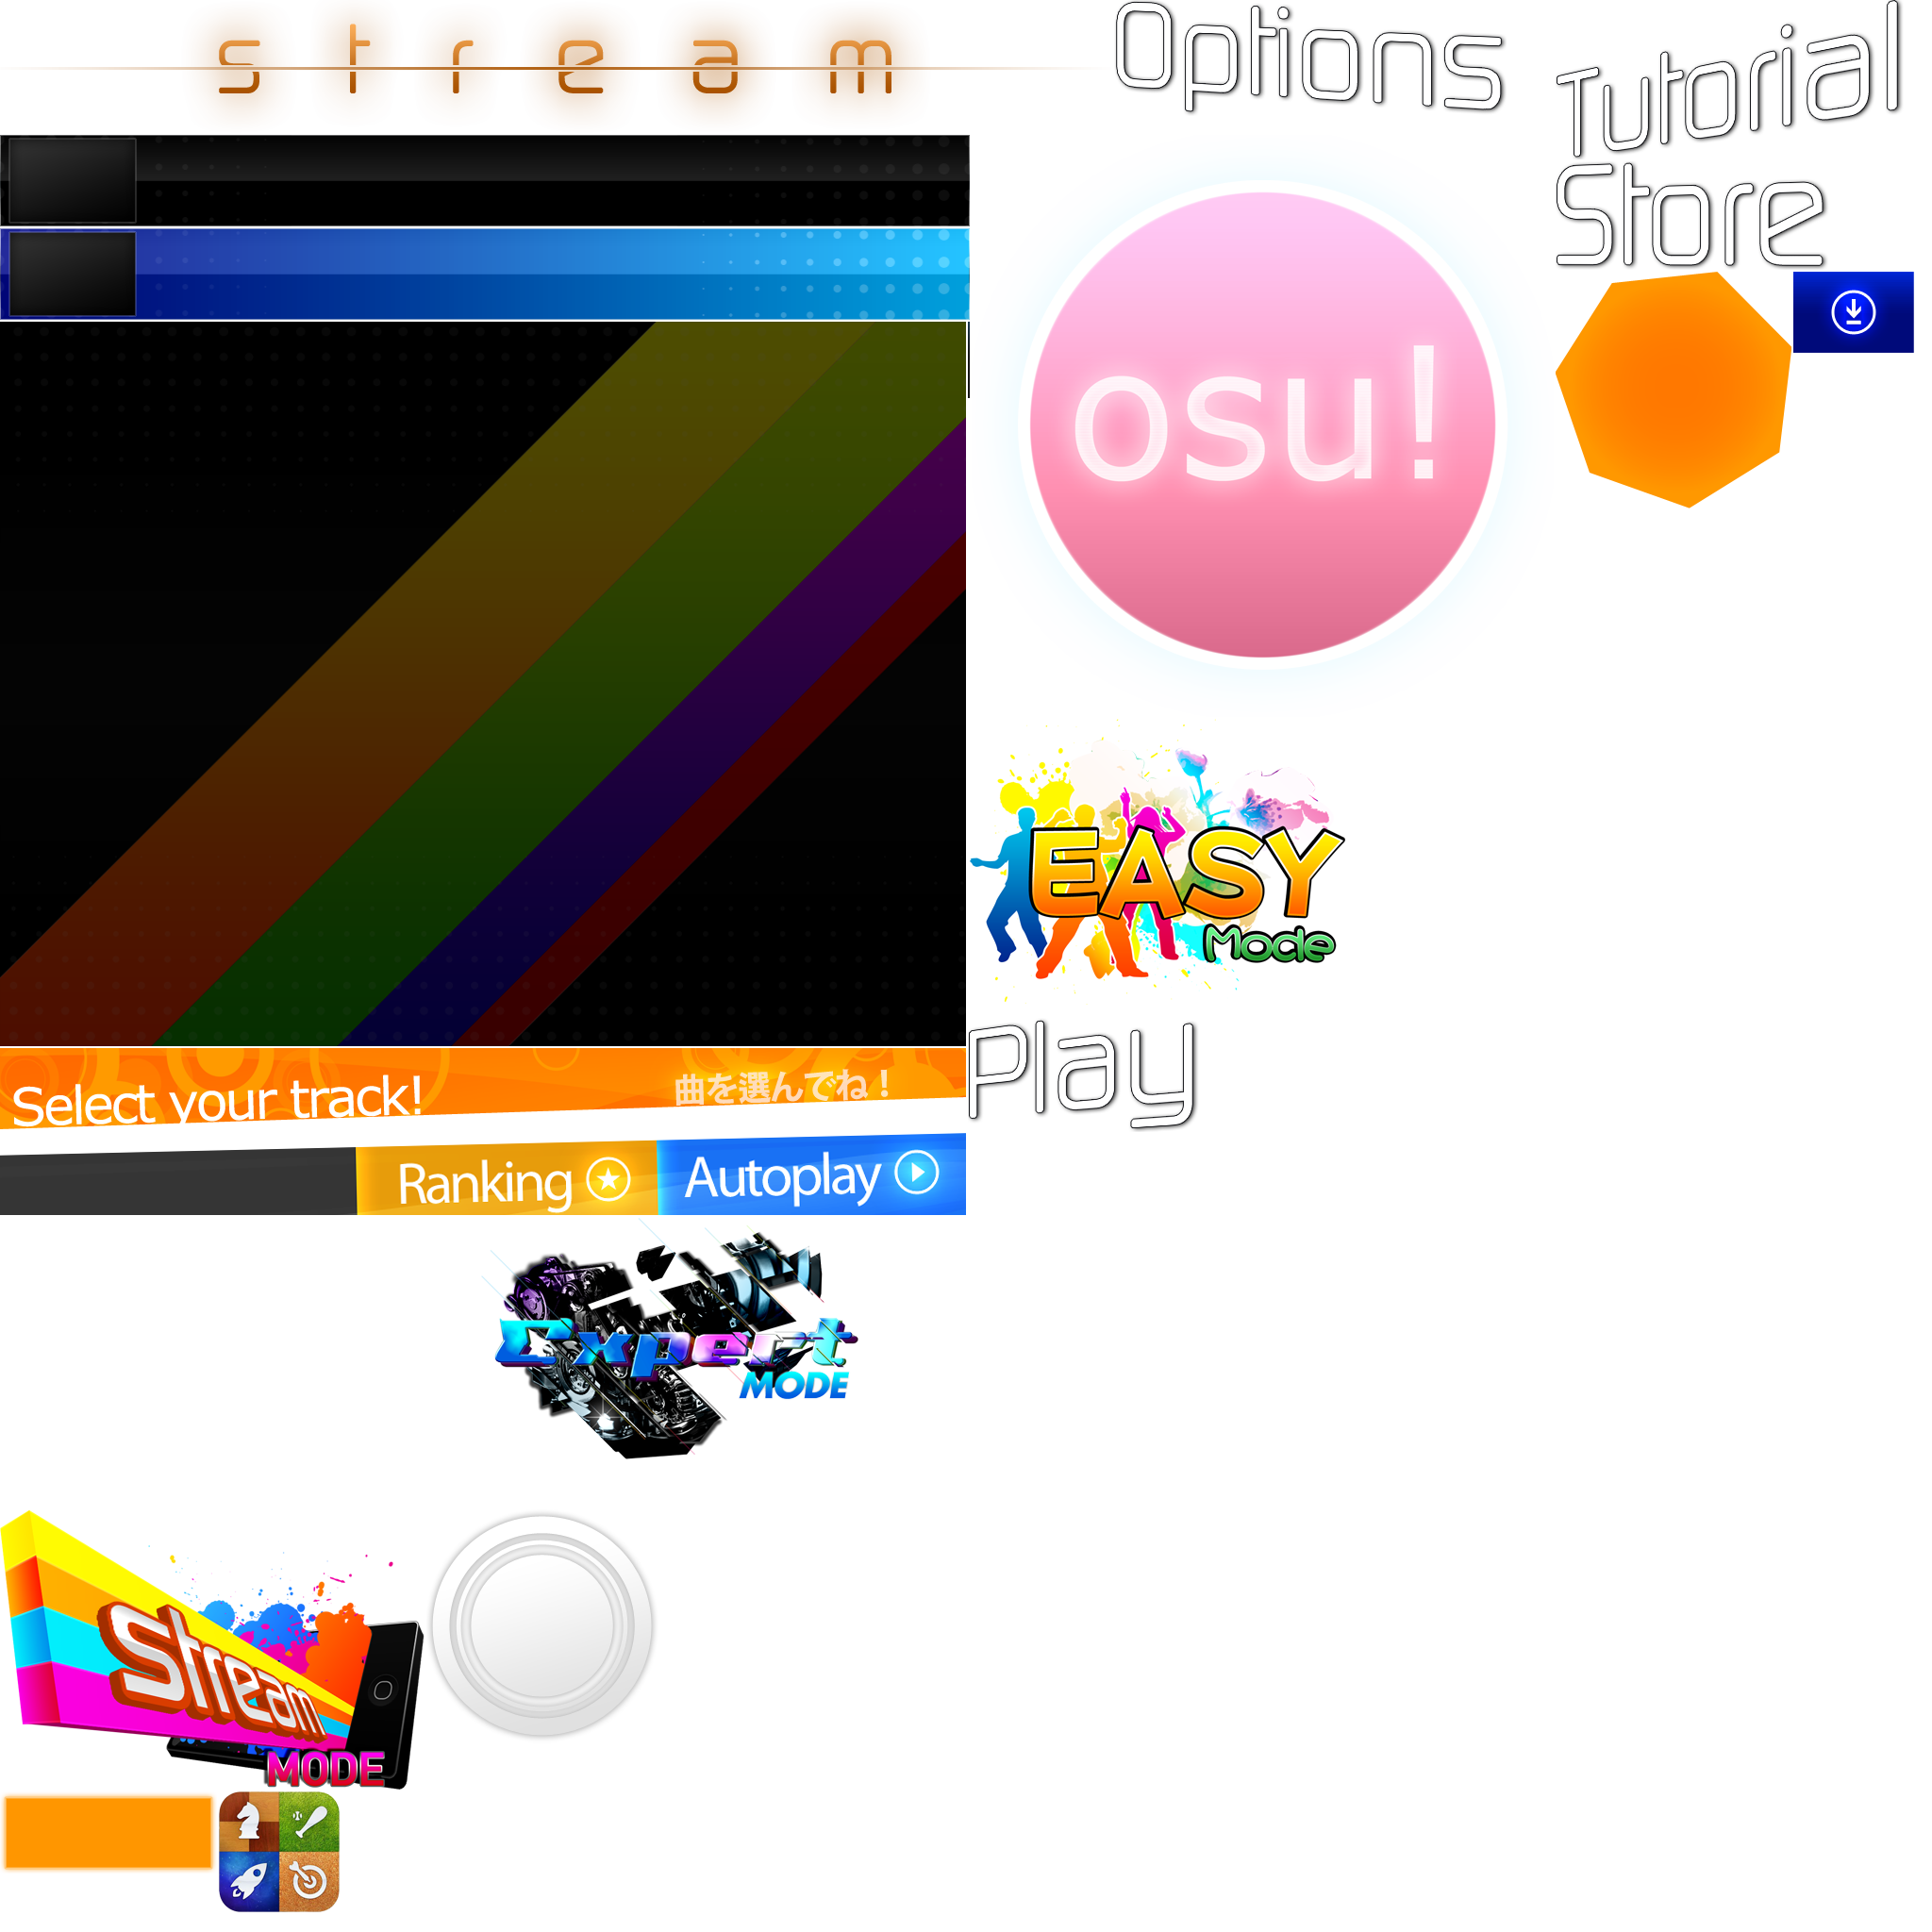 stream
Options
Tutorial
Store
osu!
EASY
Mode
Play
Select your track!
曲を選んでね!
Ranking
Autoplay
Expert
MODE
Stream
MODE